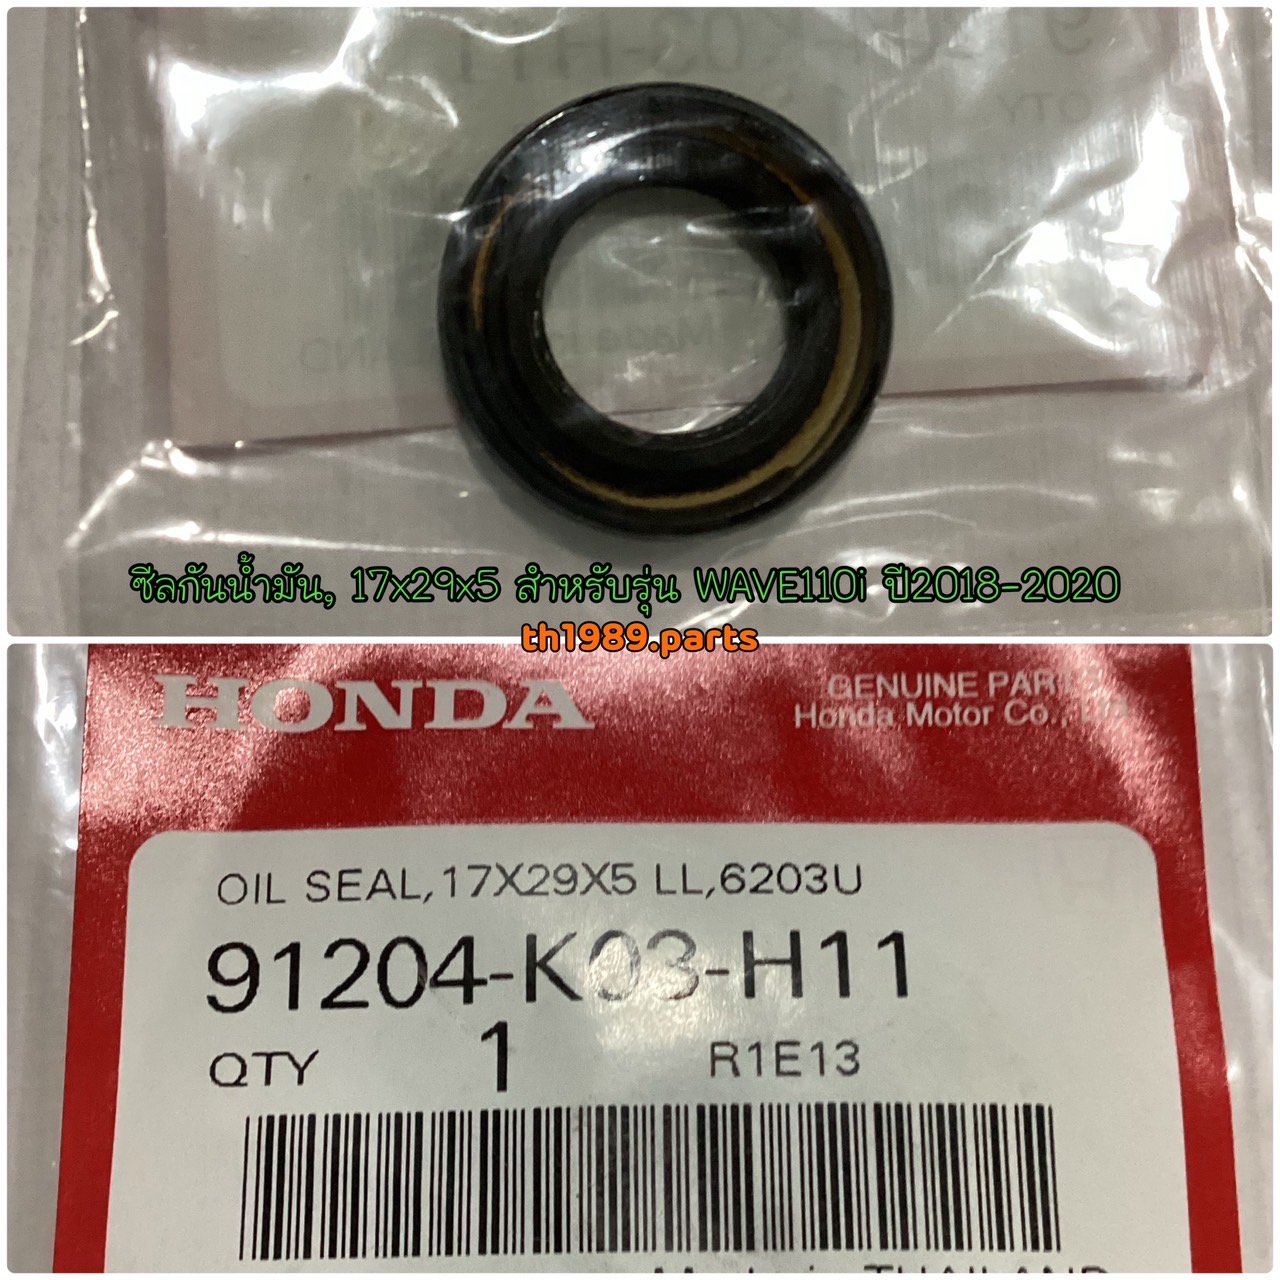 ซีลกันน้ำมัน, 17x29x5 สำหรับรุ่น WAVE110i ปี2018-2020
th1989.parts
HONDA
GENUINE PARTS
Honda Motor Co.,
OIL SEAL,17X29X5 LL,6203U
91204-K03-H11
QTY 1 R1E13